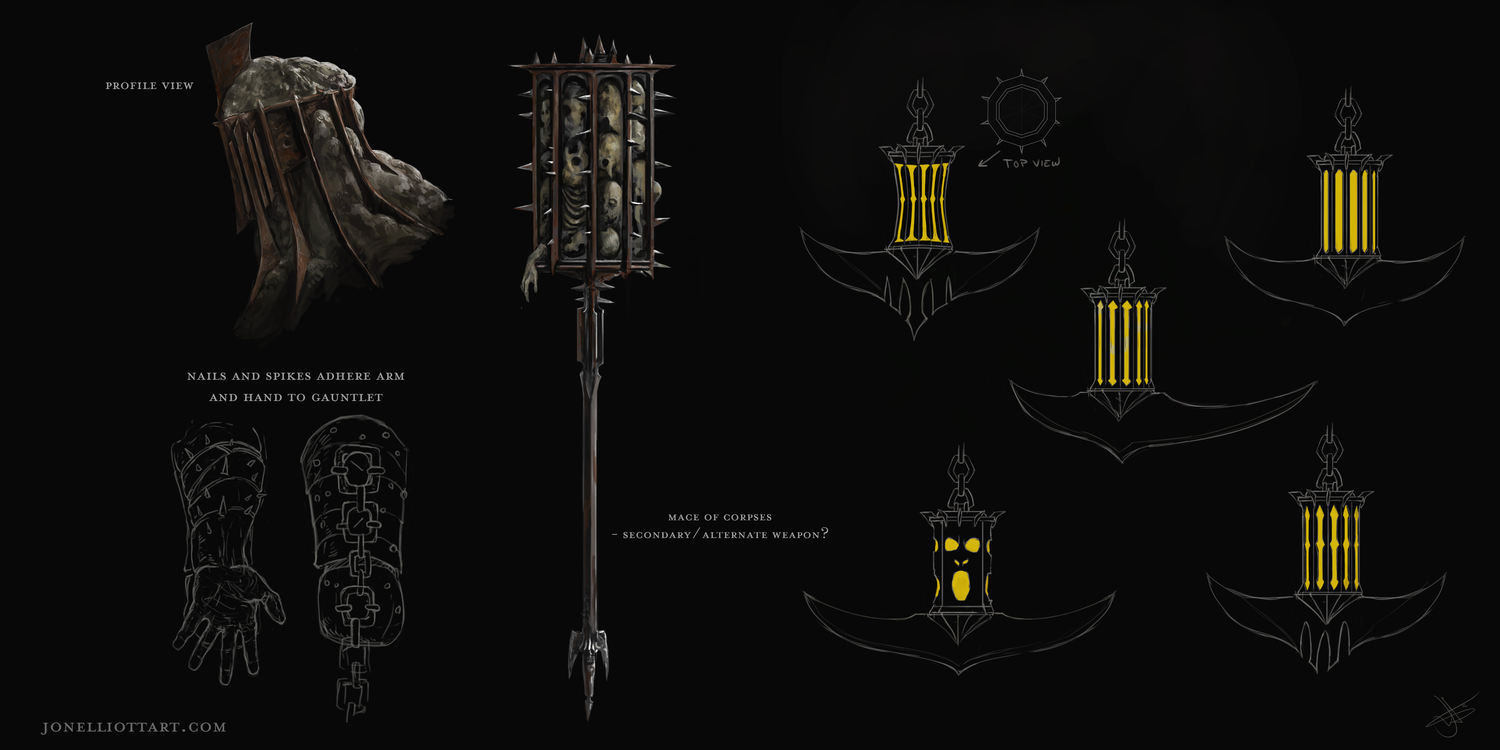 PROFILE VIEW
TOP VIEW
NAILS AND SPIKES ADHERE ARM
AND HAND TO GAUNTLET
MACE OF CORPSES
- SECONDARY/ALTERNATE WEAPON?
JONELLIOTTART.COM